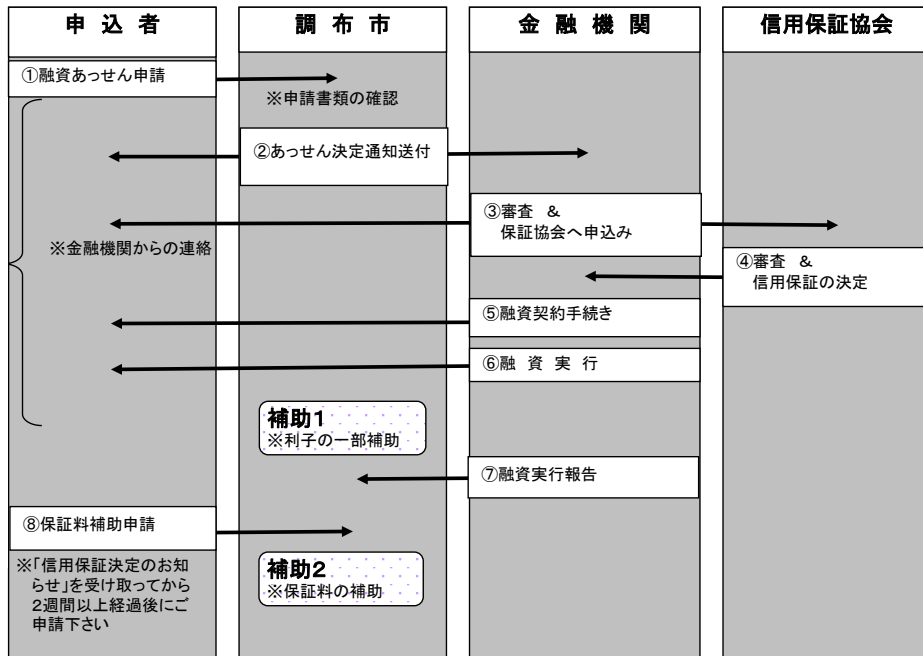 申 込 者
調 布 市
金 融 機 関
信用保証協会
①融資あっせん申請
※申請書類の確認
②あっせん決定通知送付
③審査 &
保証協会へ申込み
※金融機関からの連絡
④審査 &
信用保証の決定
⑤融資契約手続き
⑥融 資 実 行
補助1
※利子の一部補助
⑦融資実行報告
⑧保証料補助申請
※「信用保証決定のお知
らせ」を受け取ってから
2週間以上経過後にご
申請下さい
補助2
※保証料の補助